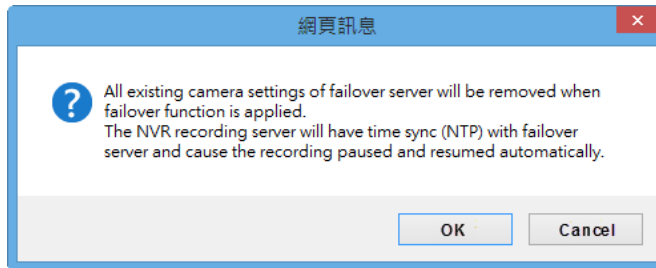 網頁訊息
All existing camera settings of failover server will be removed when
failover function is applied.
The NVR recording server will have time sync (NTP) with failover
server and cause the recording paused and resumed automatically.
OK Cancel